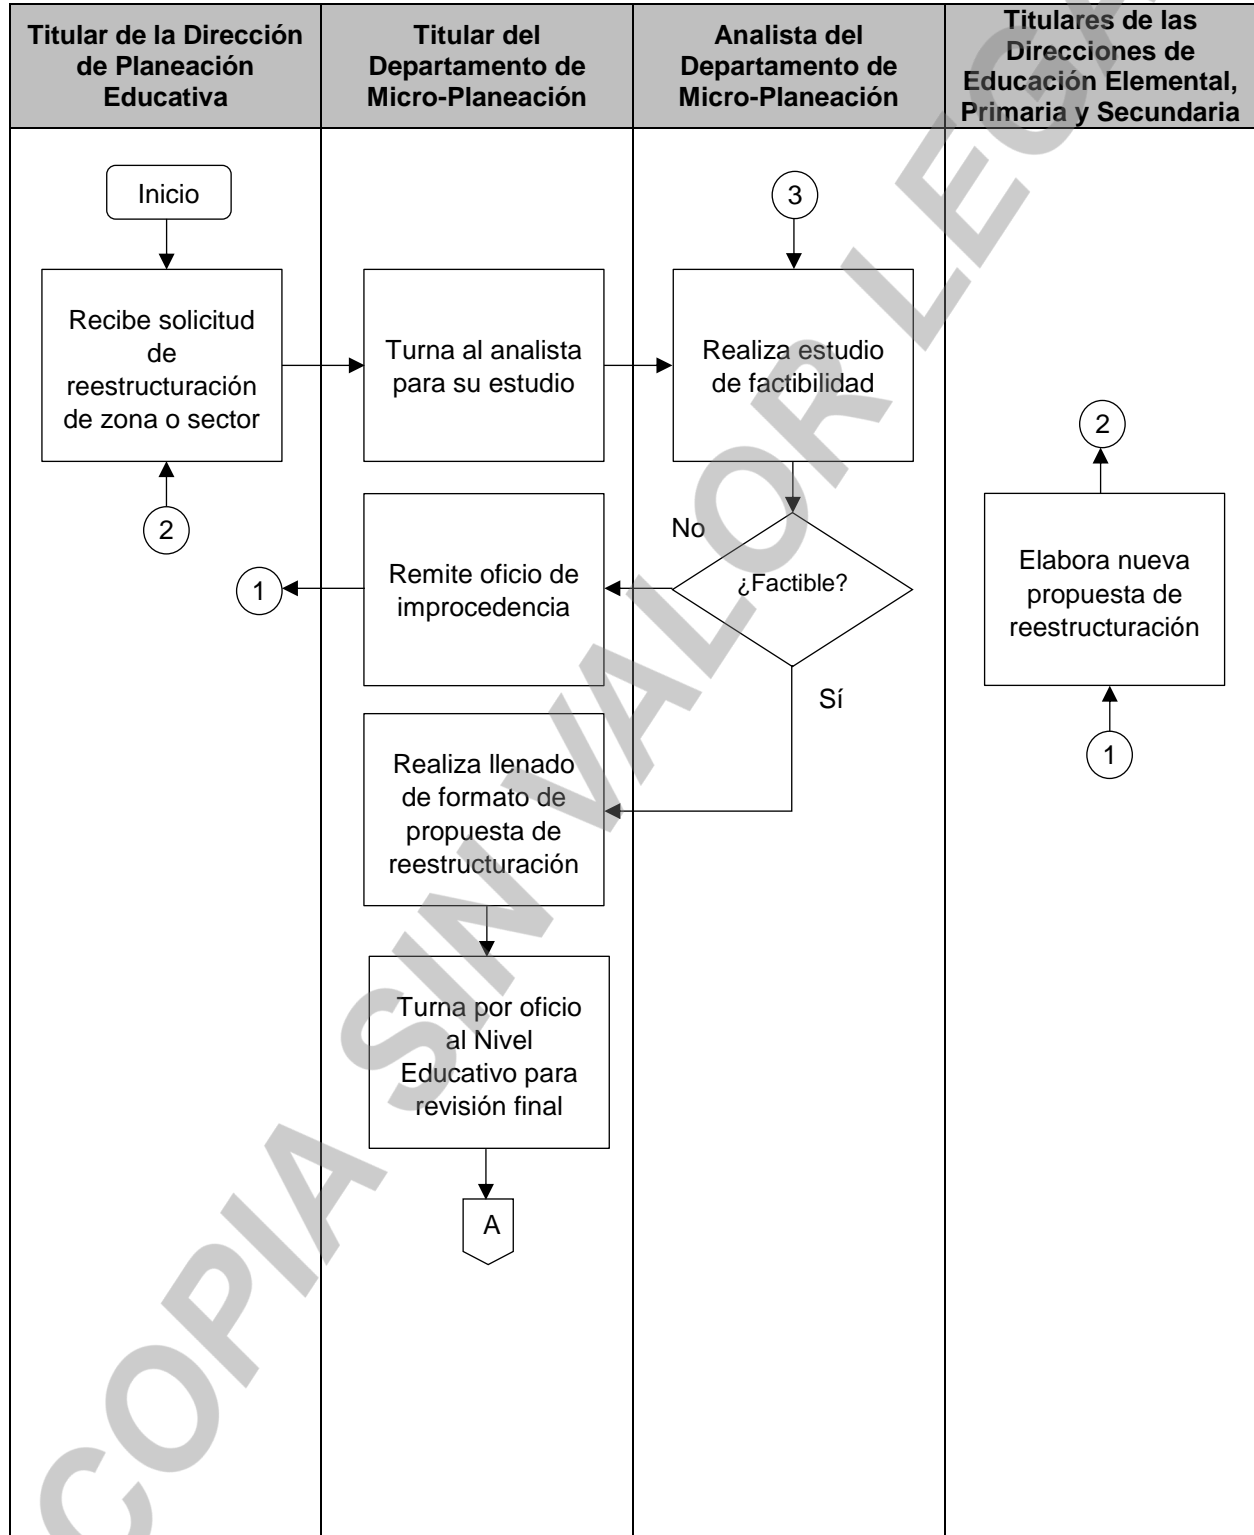 Titular de la Dirección
de Planeación
Educativa
Titular del
Departamento de
Micro-Planeación
Analista del
Departamento de
Micro-Planeación
Titulares de las
Direcciones de
Educación Elemental,
Primaria y Secundaria
Inicio
3
Recibe solicitud
de
reestructuración
de zona o sector
Turna al analista
para su estudio
Realiza estudio
de factibilidad
2
2
No
¿Factible?
Remite oficio de
improcedencia
1
Elabora nueva
propuesta de
reestructuración
Sí
1
Realiza llenado
de formato de
propuesta de
reestructuración
Turna por oficio
al Nivel
Educativo para
revisión final
A
COPIA SIN VALOR LEGA